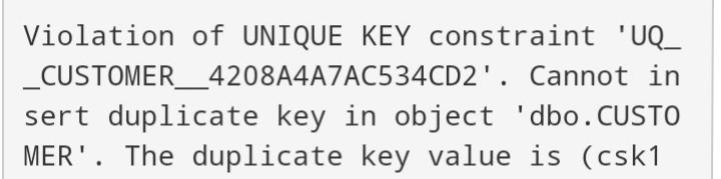 Violation of UNIQUE KEY constraint 'UQ_
_CUSTOMER__4208A4A7AC534CD2'. Cannot in
sert duplicate key in object 'dbo.CUSTO
MER'. The duplicate key value is (csk1